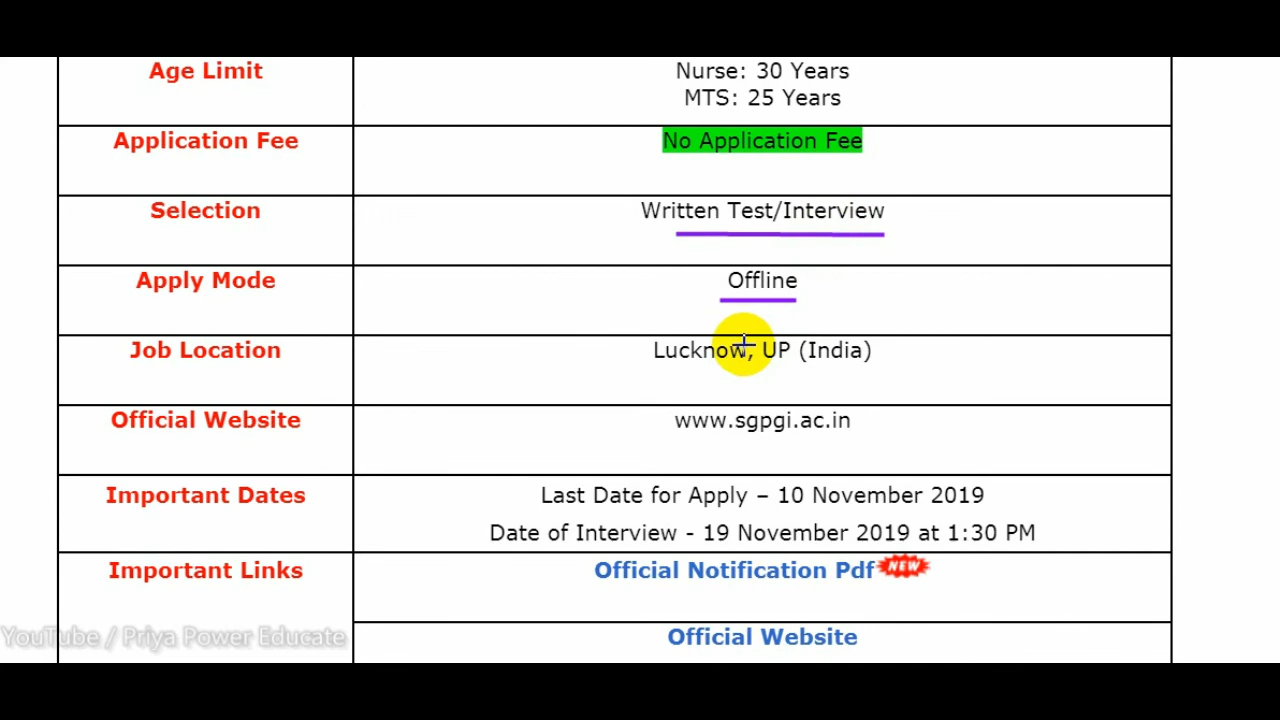 Age Limit
Nurse: 30 Years
MTS: 25 Years
Application Fee
No Application Fee
Selection
Written Test/Interview
Apply Mode
Offline
Job Location
Lucknow, UP (India)
Official Website
www.sgpgi.ac.in
Important Dates
Last Date for Apply – 10 November 2019
Date of Interview - 19 November 2019 at 1:30 PM
Important Links
Official Notification Pdf NEW
Official Website
YouTube / Priya Power Educate